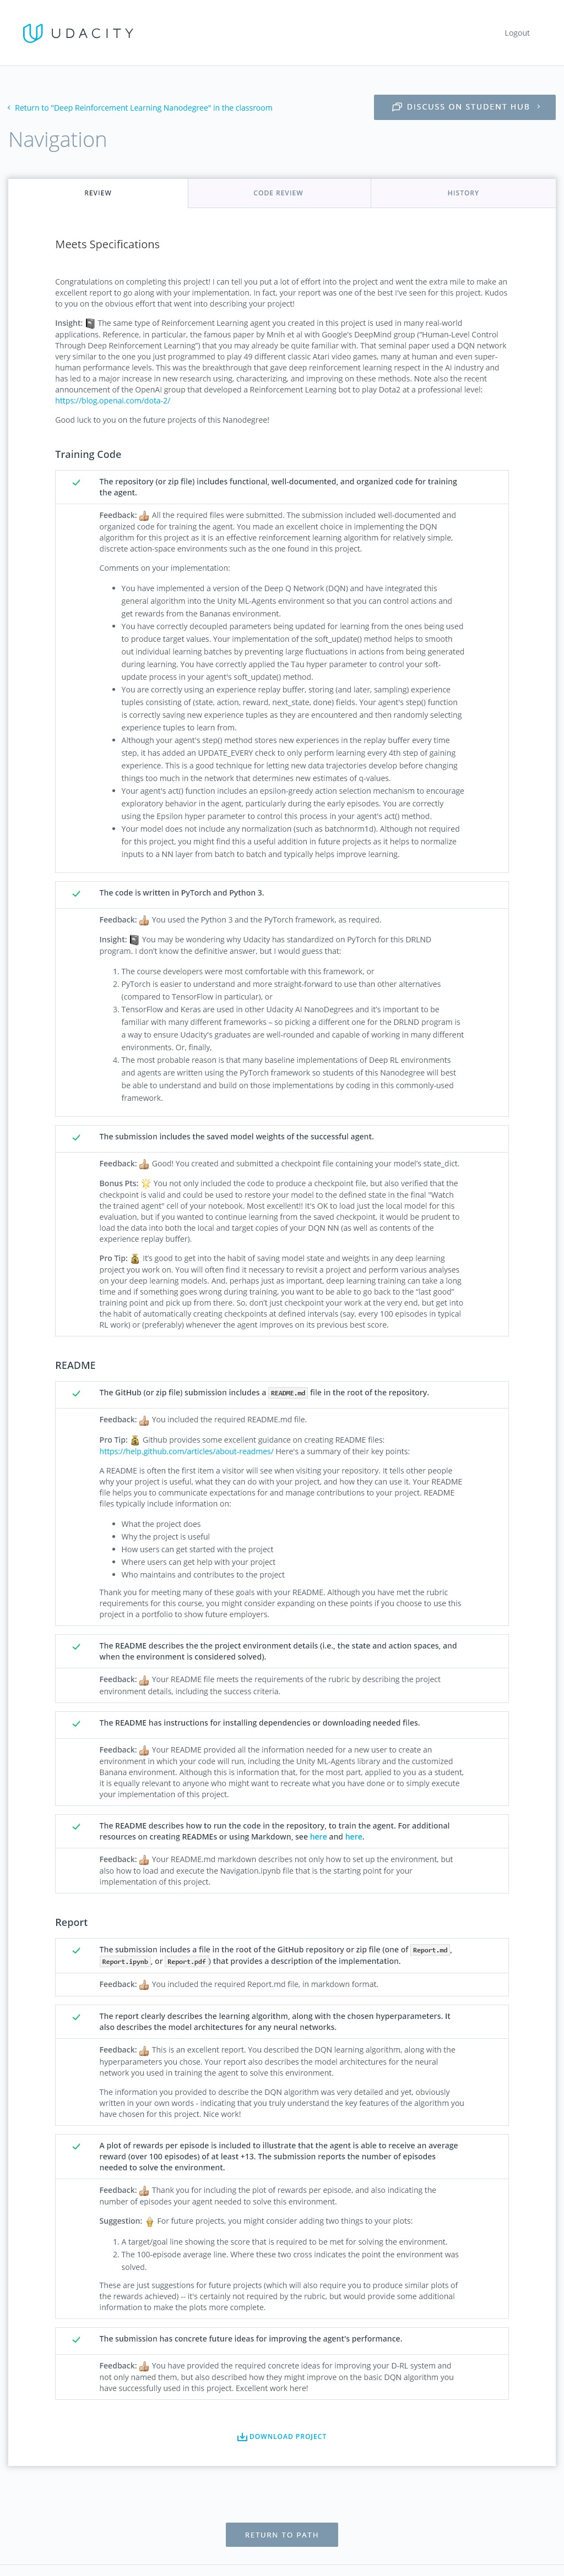 UDACITY
Logout
Return to "Deep Reinforcement Learning Nanodegree" in the classroom
DISCUSS ON STUDENT HUB
Navigation
REVIEW
CODE REVIEW
HISTORY
Meets Specifications
Congratulations on completing this project! I can tell you put a lot of effort into the project and went the extra mile to make an
excellent report to go along with your implementation. in fact, your report was one of the best i've seen for this project. Kudos
to you on the obvious effort that went into describing your project!
Insight: The same type of Reinforcement Learning agent you created in this project is used in many real-world
applications. Reference, in particular, the famous paper by Mnih et al with Google's DeepMind group ("Human-Level Control
Through Deep Reinforcement Learning") that you may already be quite familiar with. That seminal paper used a DQN network
very similar to the one you just programmed to play 49 different classic Atari video games, many at human and even super-
human performance levels. This was the breakthrough that gave deep reinforcement learning respect in the AI industry and
has led to a major increase in new research using, characterizing, and improving on these methods. Note also the recent
announcement of the OpenAI group that developed a Reinforcement Learning bot to play Dota2 at a professional level:
https://blog.openai.com/dota-2/
Good luck to you on the future projects of this Nanodegree!
Training Code
The repository (or zip file) includes functional, well-documented, and organized code for training
the agent.
Feedback: All the required files were submitted. The submission included well-documented and
organized code for training the agent. You made an excellent choice in implementing the DQN
algorithm for this project as it is an effective reinforcement learning algorithm for relatively simple,
discrete action-space environments such as the one found in this project.
Comments on your implementation:
• You have implemented a version of the Deep Q Network (DQN) and have integrated this
general algorithm into the Unity ML-Agents environment so that you can control actions and
get rewards from the Bananas environment.
• You have correctly decoupled parameters being updated for learning from the ones being used
to produce target values. Your implementation of the soft_update() method helps to smooth
out individual learning batches by preventing large fluctuations in actions from being generated
during learning. You have correctly applied the Tau hyper parameter to control your soft-
update process in your agent's soft_update() method.
• You are correctly using an experience replay buffer, storing (and later, sampling) experience
tuples consisting of (state, action, reward, next_state, done) fields. Your agent's step() function
is correctly saving new experience tuples as they are encountered and then randomly selecting
experience tuples to learn from.
• Although your agent's step() method stores new experiences in the replay buffer every time
step, it has added an UPDATE_EVERY check to only perform learning every 4th step of gaining
experience. This is a good technique for letting new data trajectories develop before changing
things too much in the network that determines new estimates of q-values.
• Your agent's act() function includes an epsilon-greedy action selection mechanism to encourage
exploratory behavior in the agent, particularly during the early episodes. You are correctly
using the Epsilon hyper parameter to control this process in your agent's act() method.
• Your model does not include any normalization (such as batchnorm1d). Although not required
for this project, you might find this a useful addition in future projects as it helps to normalize
inputs to a NN layer from batch to batch and typically helps improve learning.
The code is written in PyTorch and Python 3.
Feedback: You used the Python 3 and the PyTorch framework, as required.
Insight: You may be wondering why Udacity has standardized on PyTorch for this DRLND
program. I don't know the definitive answer, but I would guess that:
1. The course developers were most comfortable with this framework, or
2. PyTorch is easier to understand and more straight-forward to use than other alternatives
(compared to TensorFlow in particular), or
3. TensorFlow and Keras are used in other Udacity AI NanoDegrees and it's important to be
familiar with many different frameworks – so picking a different one for the DRLND program is
a way to ensure Udacity's graduates are well-rounded and capable of working in many different
environments. Or, finally,
4. The most probable reason is that many baseline implementations of Deep RL environments
and agents are written using the PyTorch framework so students of this Nanodegree will best
be able to understand and build on those implementations by coding in this commonly-used
framework.
The submission includes the saved model weights of the successful agent.
Feedback: Good! You created and submitted a checkpoint file containing your model's state_dict.
Bonus Pts: You not only included the code to produce a checkpoint file, but also verified that the
checkpoint is valid and could be used to restore your model to the defined state in the final "Watch
the trained agent" cell of your notebook. Most excellent!! It's OK to load just the local model for this
evaluation, but if you wanted to continue learning from the saved checkpoint, it would be prudent to
load the data into both the local and target copies of your DQN NN (as well as contents of the
experience replay buffer).
Pro Tip: It's good to get into the habit of saving model state and weights in any deep learning
project you work on. You will often find it necessary to revisit a project and perform various analyses
on your deep learning models. And, perhaps just as important, deep learning training can take a long
time and if something goes wrong during training, you want to be able to go back to the "last good"
training point and pick up from there. So, don't just checkpoint your work at the very end, but get into
the habit of automatically creating checkpoints at defined intervals (say, every 100 episodes in typical
RL work) or (preferably) whenever the agent improves on its previous best score.
README
The GitHub (or zip file) submission includes a README.md file in the root of the repository.
Feedback: You included the required README.md file.
Pro Tip: Github provides some excellent guidance on creating README files:
https://help.github.com/articles/about-readmes/ Here's a summary of their key points:
A README is often the first item a visitor will see when visiting your repository. it tells other people
why your project is useful, what they can do with your project, and how they can use it. Your README
file helps you to communicate expectations for and manage contributions to your project. README
files typically include information on:
• What the project does
• Why the project is useful
• How users can get started with the project
• Where users can get help with your project
• Who maintains and contributes to the project
Thank you for meeting many of these goals with your README. Although you have met the rubric
requirements for this course, you might consider expanding on these points if you choose to use this
project in a portfolio to show future employers.
The README describes the the project environment details (i.e., the state and action spaces, and
when the environment is considered solved).
Feedback: Your README file meets the requirements of the rubric by describing the project
environment details, including the success criteria.
The README has instructions for installing dependencies or downloading needed files.
Feedback: Your README provided all the information needed for a new user to create an
environment in which your code will run, including the Unity ML-Agents library and the customized
Banana environment. Although this is information that, for the most part, applied to you as a student,
it is equally relevant to anyone who might want to recreate what you have done or to simply execute
your implementation of this project.
The README describes how to run the code in the repository, to train the agent. For additional
resources on creating READMEs or using Markdown, see here and here.
Feedback: Your README.md markdown describes not only how to set up the environment, but
also how to load and execute the Navigation.ipynb file that is the starting point for your
implementation of this project.
Report
The submission includes a file in the root of the GitHub repository or zip file (one of Report.md,
Report.ipynb, or Report.pdf) that provides a description of the implementation.
Feedback: You included the required Report.md file, in markdown format.
The report clearly describes the learning algorithm, along with the chosen hyperparameters. It
also describes the model architectures for any neural networks.
Feedback: This is an excellent report. You described the DQN learning algorithm, along with the
hyperparameters you chose. Your report also describes the model architectures for the neural
network you used in training the agent to solve this environment.
The information you provided to describe the DQN algorithm was very detailed and yet, obviously
written in your own words - indicating that you truly understand the key features of the algorithm you
have chosen for this project. Nice work!
A plot of rewards per episode is included to illustrate that the agent is able to receive an average
reward (over 100 episodes) of at least +13. The submission reports the number of episodes
needed to solve the environment.
Feedback: Thank you for including the plot of rewards per episode, and also indicating the
number of episodes your agent needed to solve this environment.
Suggestion: For future projects, you might consider adding two things to your plots:
1. A target/goal line showing the score that is required to be met for solving the environment.
2. The 100-episode average line. Where these two cross indicates the point the environment was
solved.
These are just suggestions for future projects (which will also require you to produce similar plots of
the rewards achieved) -- it's certainly not required by the rubric, but would provide some additional
information to make the plots more complete.
The submission has concrete future ideas for improving the agent's performance.
Feedback: You have provided the required concrete ideas for improving your D-RL system and
not only named them, but also described how they might improve on the basic DQN algorithm you
have successfully used in this project. Excellent work here!
DOWNLOAD PROJECT
RETURN TO PATH